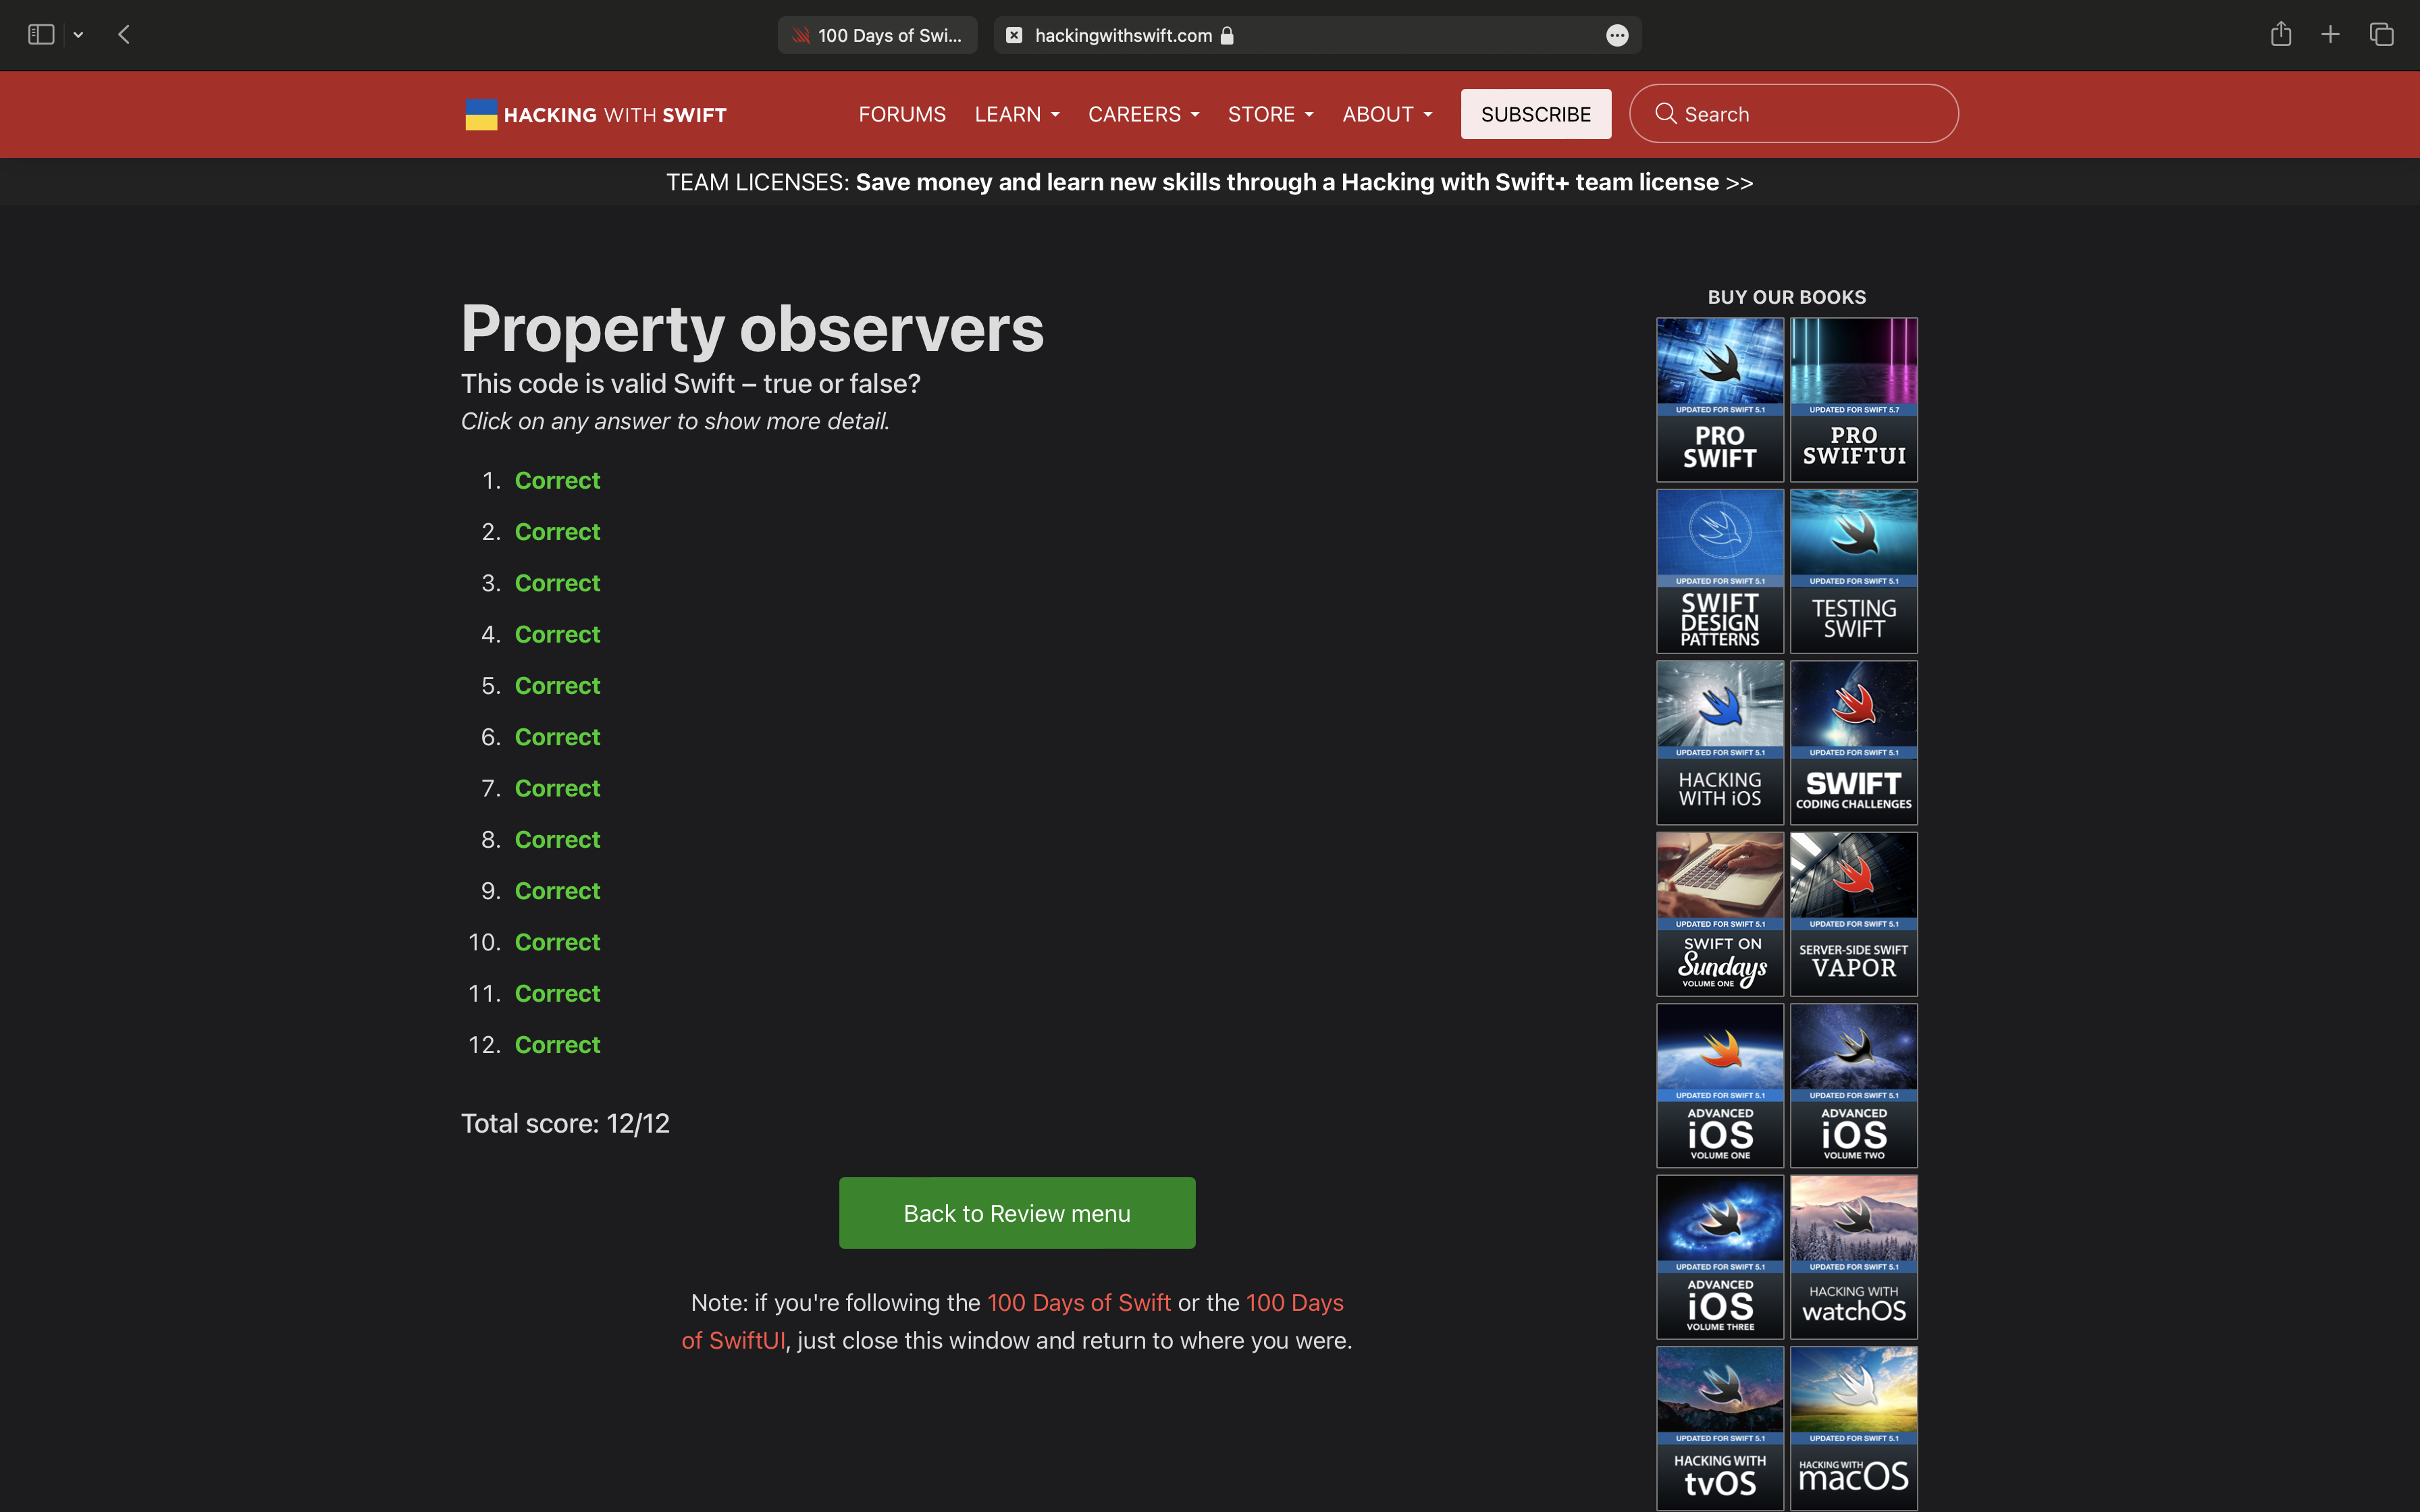 100 Days of Swi...
hackingwithswift.com
HACKING WITH SWIFT
FORUMS
LEARN
CAREERS
STORE
ABOUT
SUBSCRIBE
Search
TEAM LICENSES: Save money and learn new skills through a Hacking with Swift+ team license >>
Property observers
This code is valid Swift – true or false?
Click on any answer to show more detail.
1. Correct
2. Correct
3. Correct
4. Correct
5. Correct
6. Correct
7. Correct
8. Correct
9. Correct
10. Correct
11. Correct
12. Correct
Total score: 12/12
Back to Review menu
Note: if you're following the 100 Days of Swift or the 100 Days
of SwiftUI, just close this window and return to where you were.
BUY OUR BOOKS
UPDATED FOR SWIFT 5.1
PRO
SWIFT
UPDATED FOR SWIFT 5.7
PRO
SWIFTUI
UPDATED FOR SWIFT 5.1
SWIFT
DESIGN
PATTERNS
UPDATED FOR SWIFT 5.1
TESTING
SWIFT
UPDATED FOR SWIFT 5.1
HACKING
WITH iOS
UPDATED FOR SWIFT 5.1
SWIFT
CODING CHALLENGES
UPDATED FOR SWIFT 5.1
SWIFT ON
Sundays
VOLUME ONE
UPDATED FOR SWIFT 5.1
SERVER-SIDE SWIFT
VAPOR
UPDATED FOR SWIFT 5.1
ADVANCED
iOS
VOLUME ONE
UPDATED FOR SWIFT 5.1
ADVANCED
iOS
VOLUME TWO
UPDATED FOR SWIFT 5.1
ADVANCED
iOS
VOLUME THREE
UPDATED FOR SWIFT 5.1
HACKING WITH
watchOS
UPDATED FOR SWIFT 5.1
HACKING WITH
tvOS
UPDATED FOR SWIFT 5.1
HACKING WITH
macOS